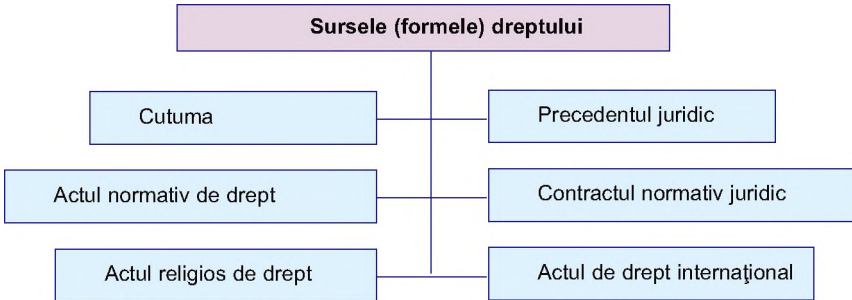 Sursele (formele) dreptului
Cutuma
Precedentul juridic
Actul normativ de drept
Contractul normativ juridic
Actul religios de drept
Actul de drept internaţional